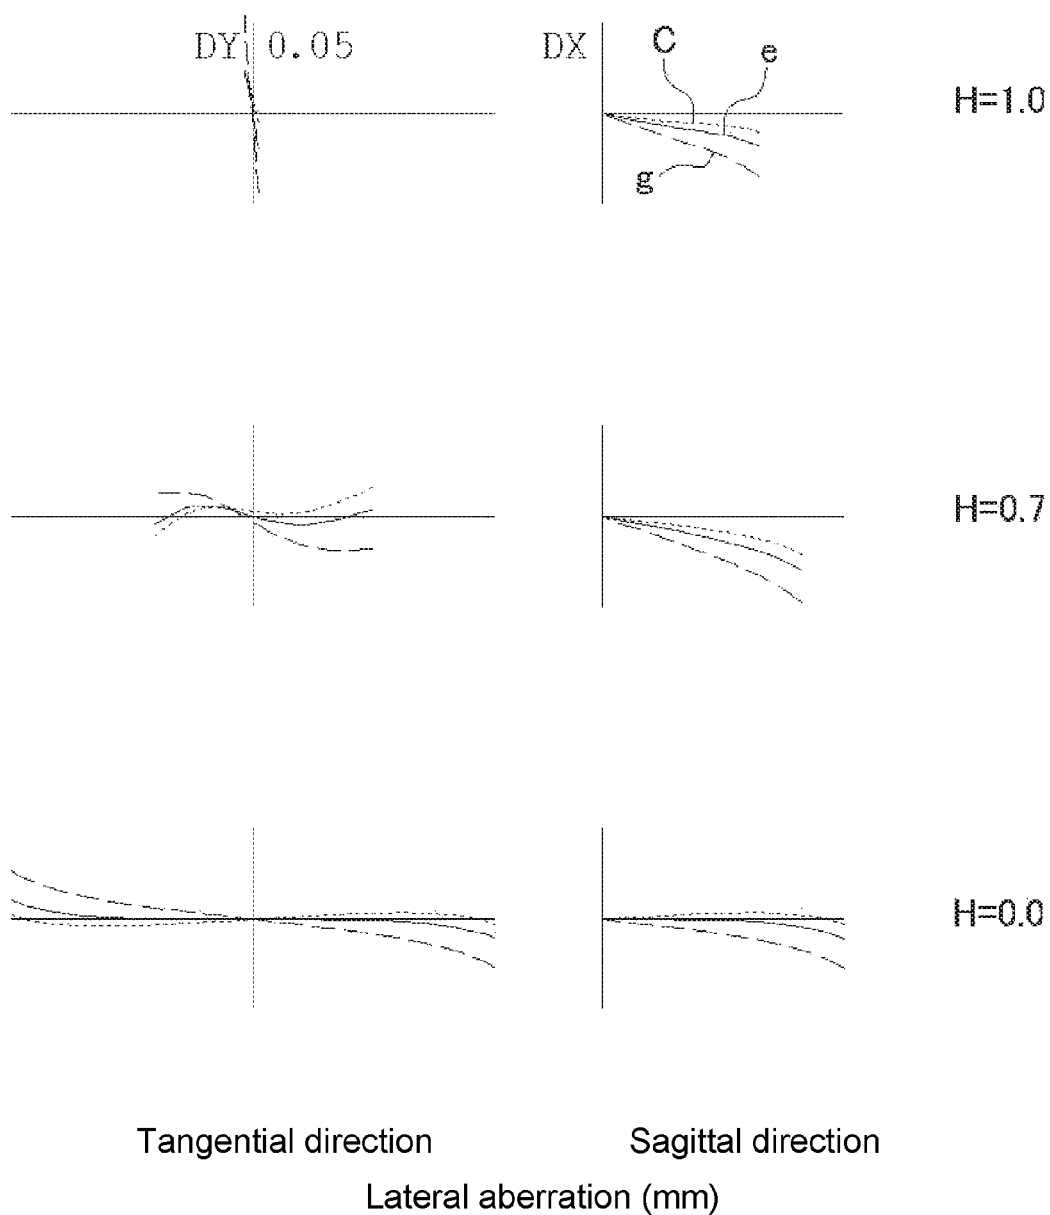 DY 0.05 DX C e H=1.0
g
H=0.7
H=0.0
Tangential direction Sagittal direction
Lateral aberration (mm)